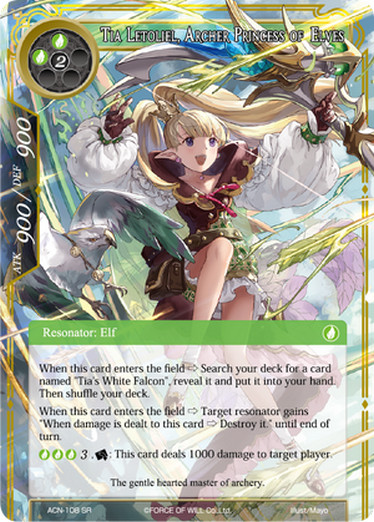 Tia Letoliel, Archer Princess of Elves
2
ATK 900 / DEF 900
Resonator: Elf
When this card enters the field ⇨ Search your deck for a card
named "Tia's White Falcon", reveal it and put it into your hand.
Then shuffle your deck.
When this card enters the field ⇨ Target resonator gains
"When damage is dealt to this card ⇨ Destroy it." until end of
turn.
3 : This card deals 1000 damage to target player.
The gentle hearted master of archery.
ACN-108 SR
©FORCE OF WILL Co.,Ltd.
Illust/Mayo